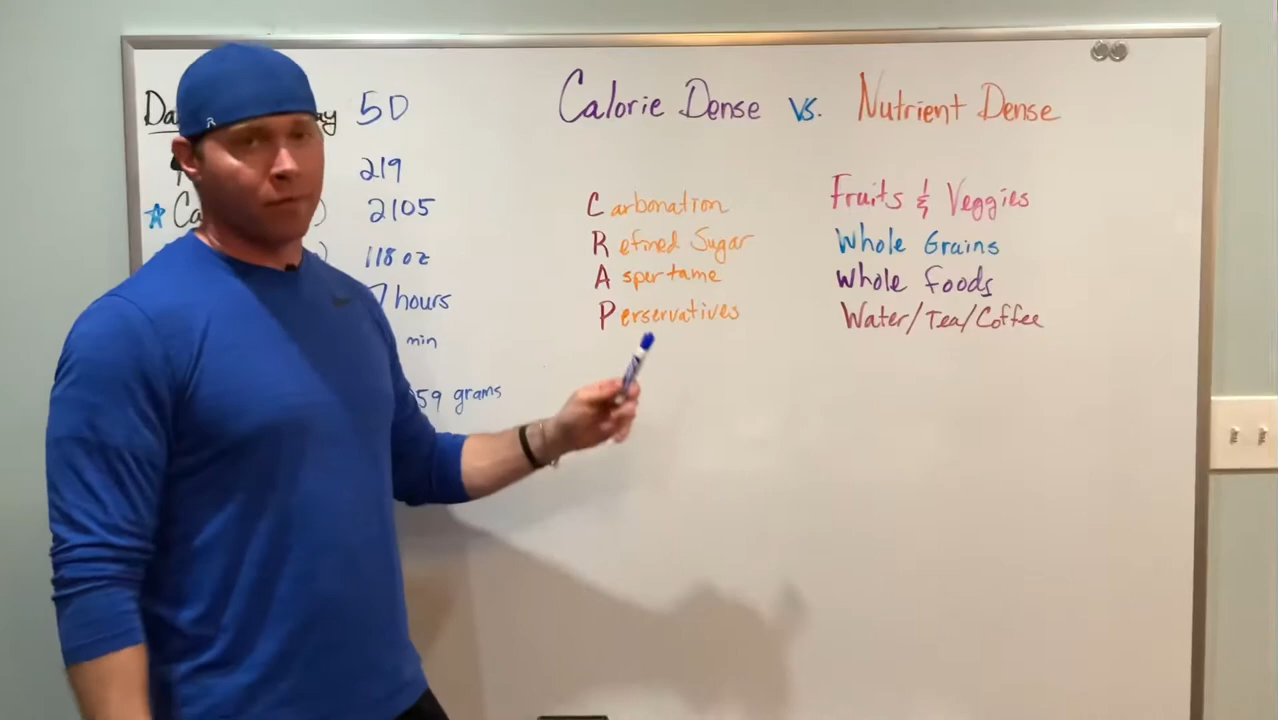 50
219
2105
118 oz
7 hours
min
59 grams
Calorie Dense vs. Nutrient Dense
Carbonation
Refined Sugar
Aspertame
Perservatives
Fruits & Veggies
Whole Grains
Whole Foods
Water/Tea/Coffee